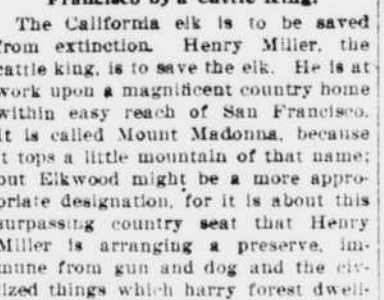 Francisco by a Cattle King.
The California elk is to be saved
from extinction. Henry Miller, the
cattle king, is to save the elk. He is at
work upon a magnificent country home
within easy reach of San Francisco.
It is called Mount Madonna, because
it tops a little mountain of that name;
but Elkwood might be a more appro-
priate designation, for it is about this
surpassing country seat that Henry
Miller is arranging a preserve, im-
mune from gun and dog and the civ-
ilized things which harry forest dwell-